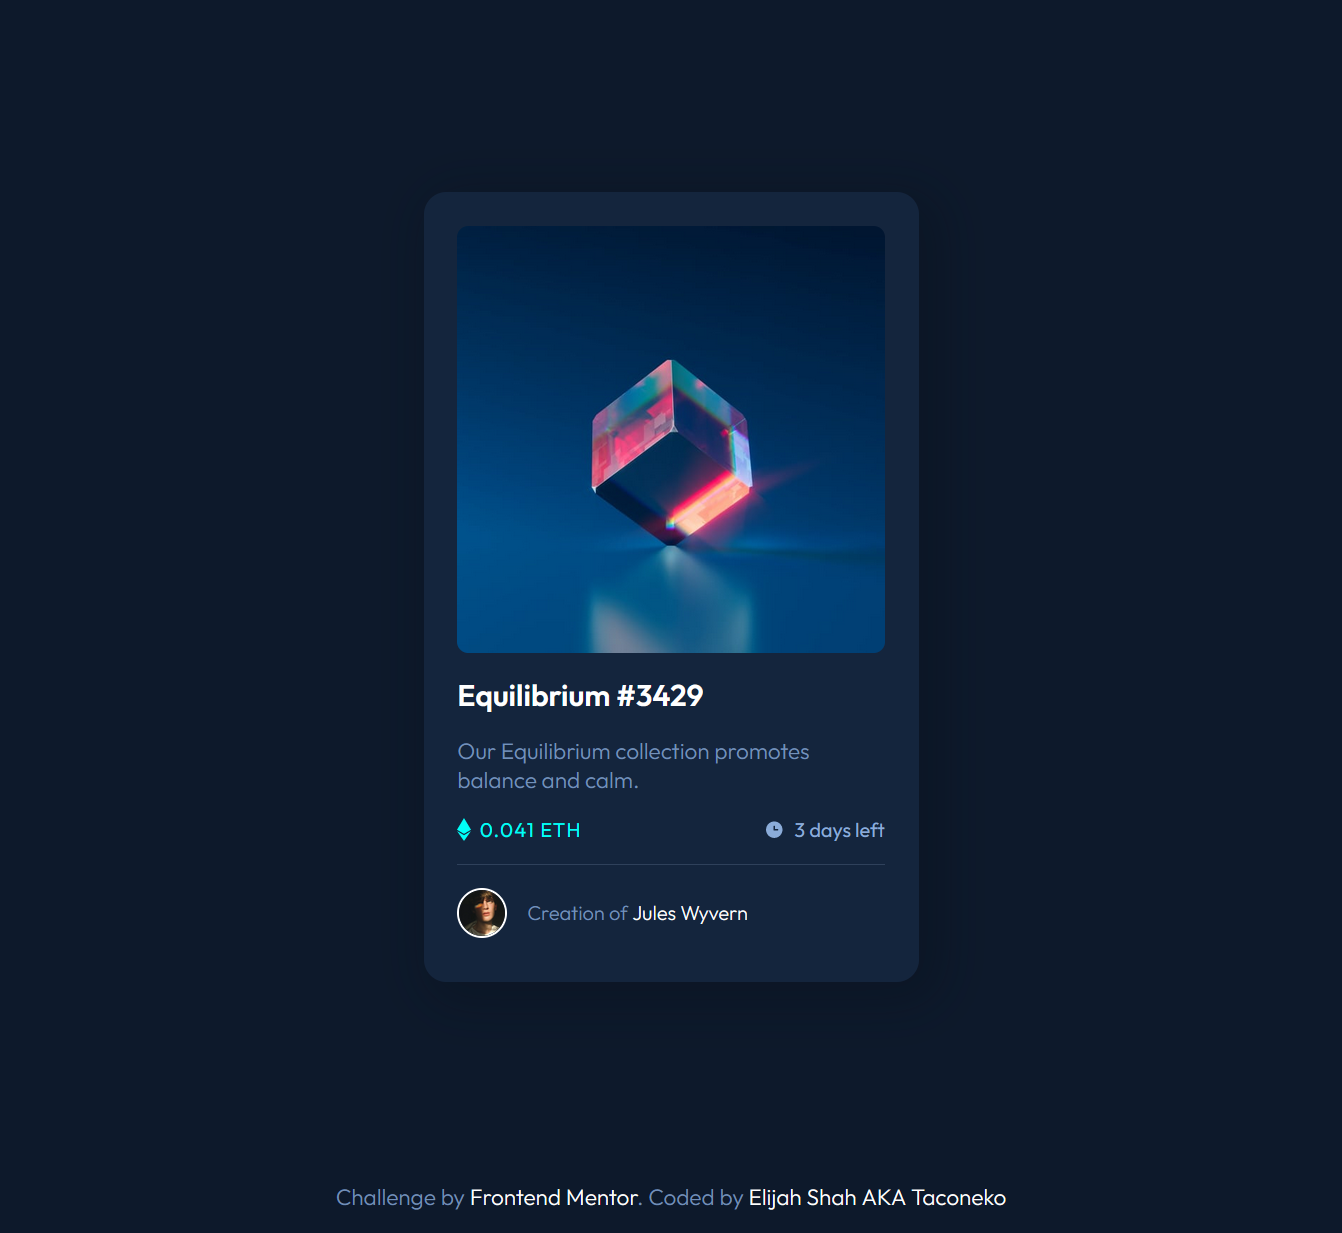 Equilibrium #3429
Our Equilibrium collection promotes
balance and calm.
0.041 ETH
3 days left
Creation of Jules Wyvern
Challenge by Frontend Mentor. Coded by Elijah Shah AKA Taconeko